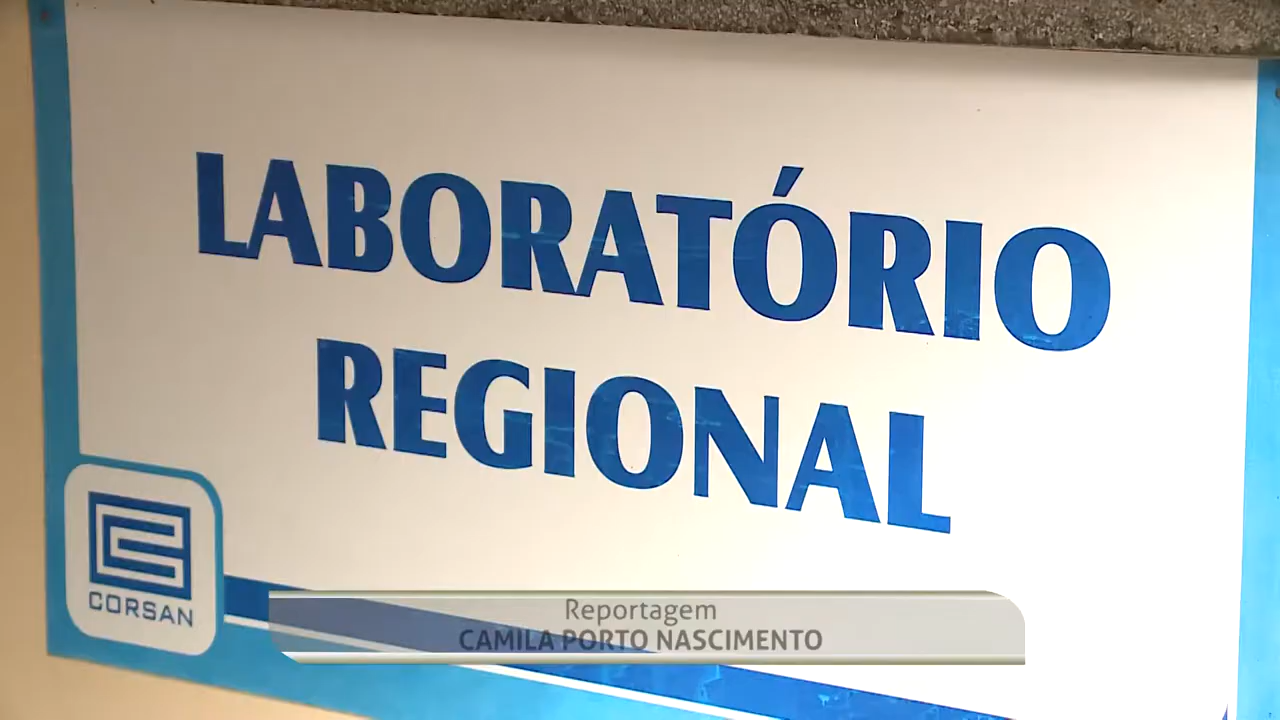 LABORATÓRIO
REGIONAL
CORSAN
Reportagem
CAMILA PORTO NASCIMENTO